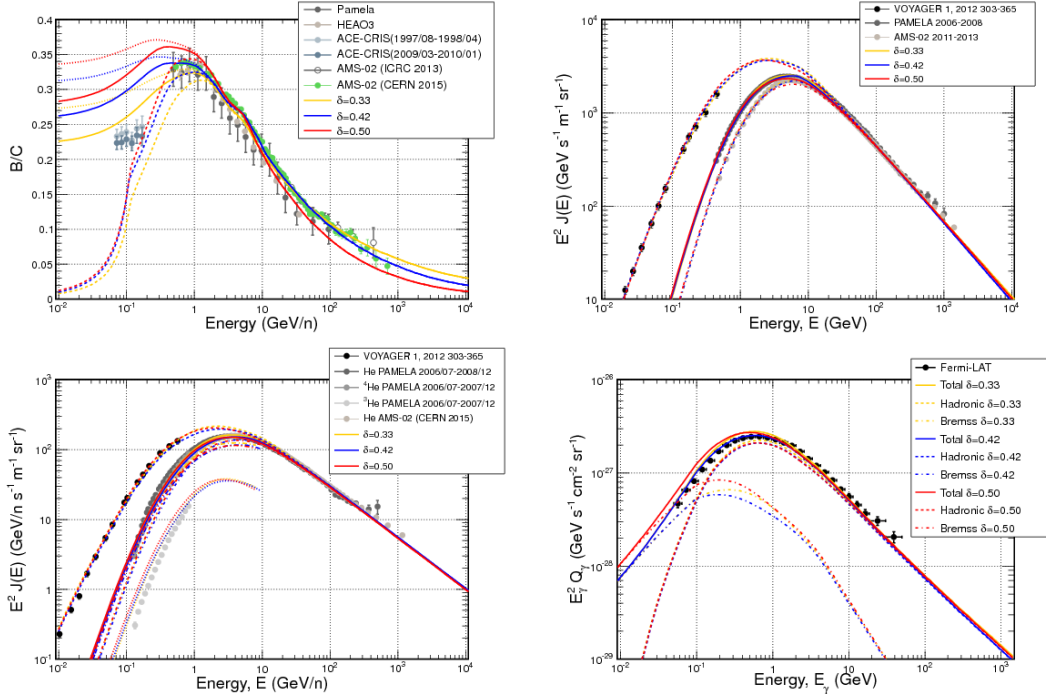 B/C
0.4
0.35
0.3
0.25
0.2
0.15
0.1
0.05
0
10⁻²
10⁻¹
1
10
10²
10³
10⁴
Energy (GeV/n)
Pamela
HEAO3
ACE-CRIS(1997/08-1998/04)
ACE-CRIS(2009/03-2010/01)
AMS-02 (ICRC 2013)
AMS-02 (CERN 2015)
δ=0.33
δ=0.42
δ=0.50
E² J(E) (GeV s⁻¹ m⁻¹ sr⁻¹)
10⁴
10³
10²
10
10⁻²
10⁻¹
1
10
10²
10³
10⁴
Energy, E (GeV)
VOYAGER 1, 2012 303-365
PAMELA 2006-2008
AMS-02 2011-2013
δ=0.33
δ=0.42
δ=0.50
E² J(E) (GeV/n s⁻¹ m⁻¹ sr⁻¹)
10³
10²
10
1
10⁻¹
10⁻²
10⁻¹
1
10
10²
10³
10⁴
Energy, E (GeV/n)
VOYAGER 1, 2012 303-365
He PAMELA 2006/07-2008/12
⁴He PAMELA 2006/07-2007/12
³He PAMELA 2006/07-2007/12
He AMS-02 (CERN 2015)
δ=0.33
δ=0.42
δ=0.50
E²γ Qγ (GeV s⁻¹ cm⁻² sr⁻¹)
10⁻²⁶
10⁻²⁷
10⁻²⁸
10⁻²⁹
10⁻²
10⁻¹
1
10
10²
10³
Energy, Eγ (GeV)
Fermi-LAT
Total δ=0.33
Hadronic δ=0.33
Bremss δ=0.33
Total δ=0.42
Hadronic δ=0.42
Bremss δ=0.42
Total δ=0.50
Hadronic δ=0.50
Bremss δ=0.50